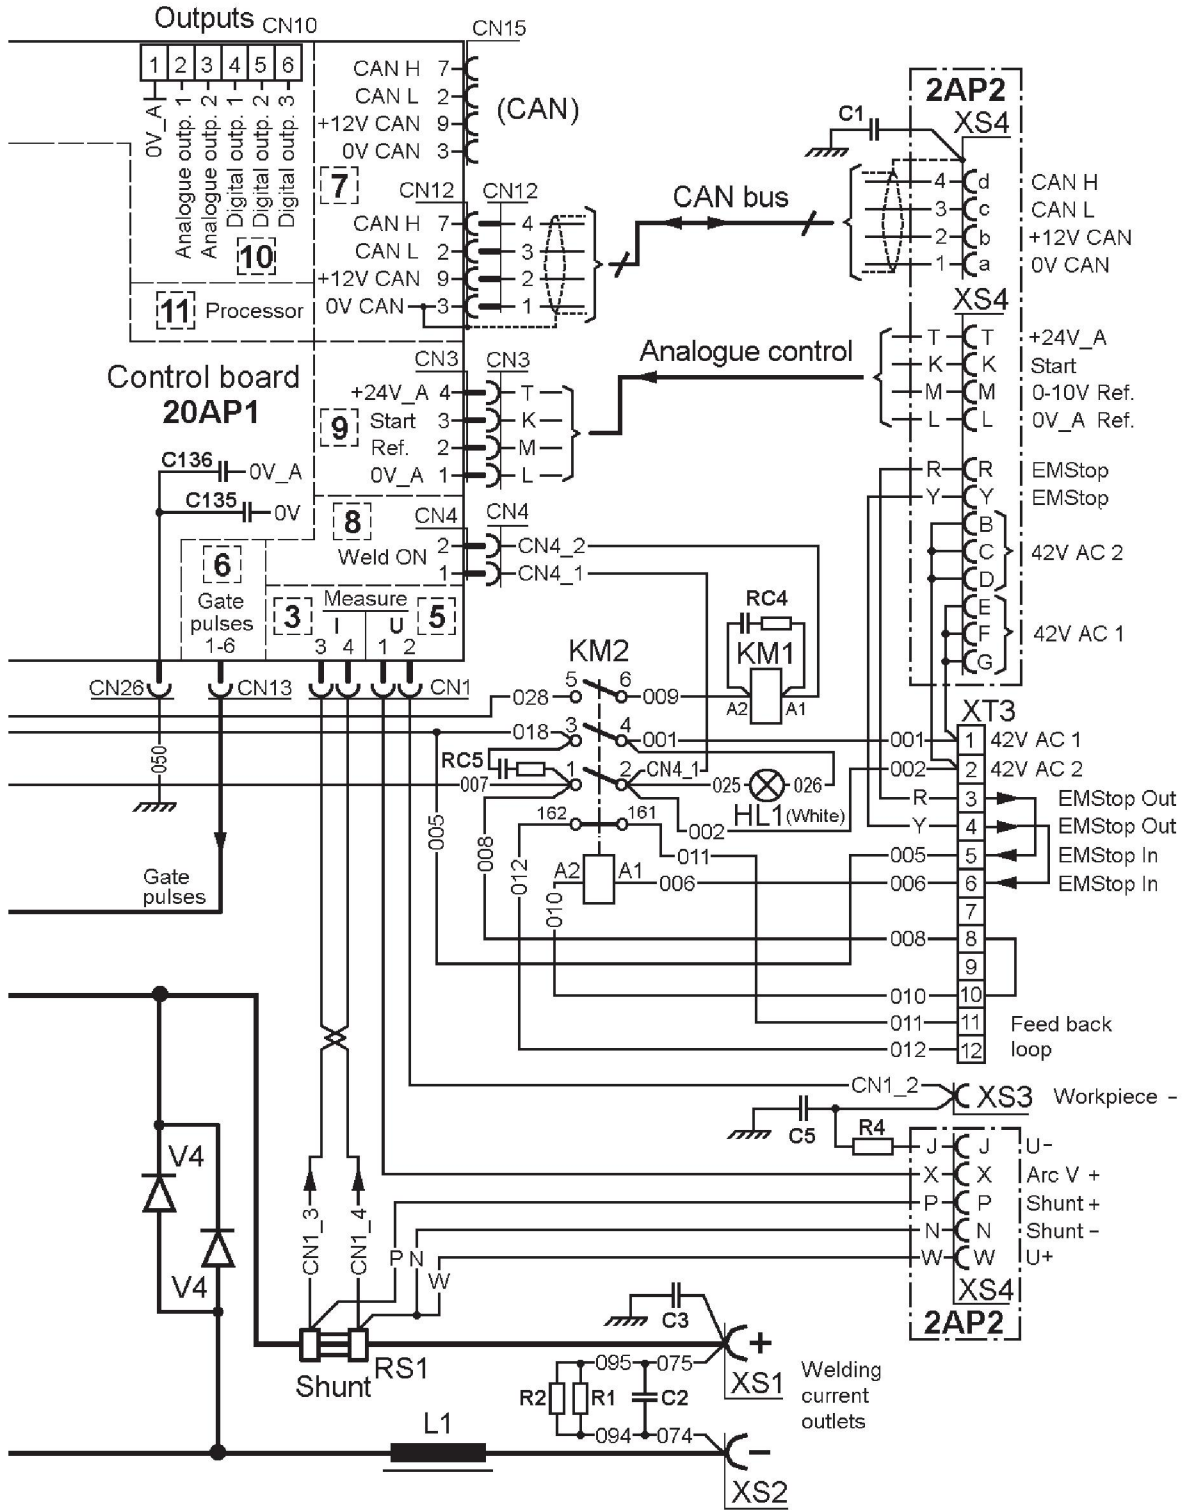 Outputs CN10
1 2 3 4 5 6
0V_A
Analogue outp. 1
Analogue outp. 2
Digital outp. 1
Digital outp. 2
Digital outp. 3
10
11 Processor
Control board
20AP1
CN15
CAN H 7
CAN L 2
+12V CAN 9
0V CAN 3
(CAN)
7
CN12 CN12
CAN H 7 4
CAN L 2 3
+12V CAN 9 2
0V CAN 3 1
CAN bus
CN3 CN3
+24V_A 4 T
9 Start 3 K
Ref. 2 M
0V_A 1 L
Analogue control
C136 0V_A
C135 0V
8
CN4 CN4
Weld ON 2 CN4_2
1 CN4_1
6
Gate
pulses
1-6
3 Measure 5
I U
3 4 1 2
CN26 CN13 CN1
050
Gate
pulses
C1
2AP2
XS4
4 d CAN H
3 c CAN L
2 b +12V CAN
1 a 0V CAN
XS4
T T +24V_A
K K Start
M M 0-10V Ref.
L L 0V_A Ref.
R R EMStop
Y Y EMStop
B
C 42V AC 2
D
E
F 42V AC 1
G
RC4
KM1
A2 A1
KM2
028 5 6 009
018 3 4 001
RC5
007 1 2 CN4_1
025 026
HL1 (White)
002
162 161
011
A2 A1
006
005
008
012
010
XT3
001 1 42V AC 1
002 2 42V AC 2
R 3 EMStop Out
Y 4 EMStop Out
005 5 EMStop In
006 6 EMStop In
7
008 8
9
010 10
011 11 Feed back
012 12 loop
CN1_2 XS3 Workpiece -
C5
R4
J J U-
X X Arc V +
P P Shunt +
N N Shunt -
W W U+
XS4
2AP2
V4
V4
CN1_3
CN1_4
P N
W
Shunt RS1
C3
+
XS1
095 075
R2 R1 C2
094 074
Welding
current
outlets
L1
-
XS2